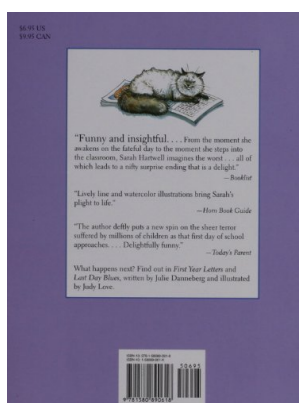 $6.95 US
$9.95 CAN
"Funny and insightful. . . . From the moment she
awakens on the fateful day to the moment she steps into
the classroom, Sarah Hartwell imagines the worst . . . all of
which leads to a nifty surprise ending that is a delight."
—Booklist
"Lively line and watercolor illustrations bring Sarah's
plight to life."
—Horn Book Guide
"The author deftly puts a new spin on the sheer terror
suffered by millions of children as that first day of school
approaches. . . . Delightfully funny."
—Today's Parent
What happens next? Find out in First Year Letters and
Last Day Blues, written by Julie Danneberg and illustrated
by Judy Love.
50695
9 781580 890618